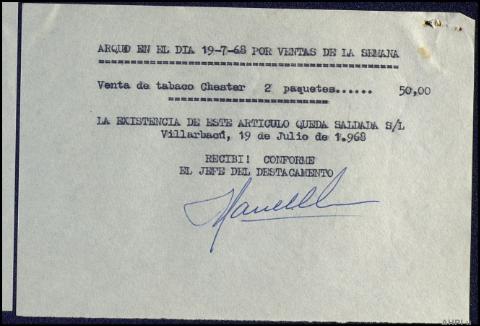 ARQUEO EN EL DIA 19-7-68 POR VENTAS DE LA SEMANA
Venta de tabaco Chester 2 paquetes...... 50,00
LA EXISTENCIA DE ESTE ARTICULO QUEDA SALDADA S/L
Villarbacú, 19 de Julio de 1.968
RECIBI! CONFORME
EL JEFE DEL DESTACAMENTO